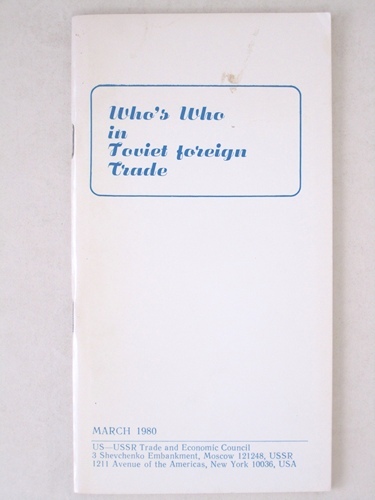 Who's Who
in
Soviet foreign
Trade
MARCH 1980
US—USSR Trade and Economic Council
3 Shevchenko Embankment, Moscow 121248, USSR
1211 Avenue of the Americas, New York 10036, USA